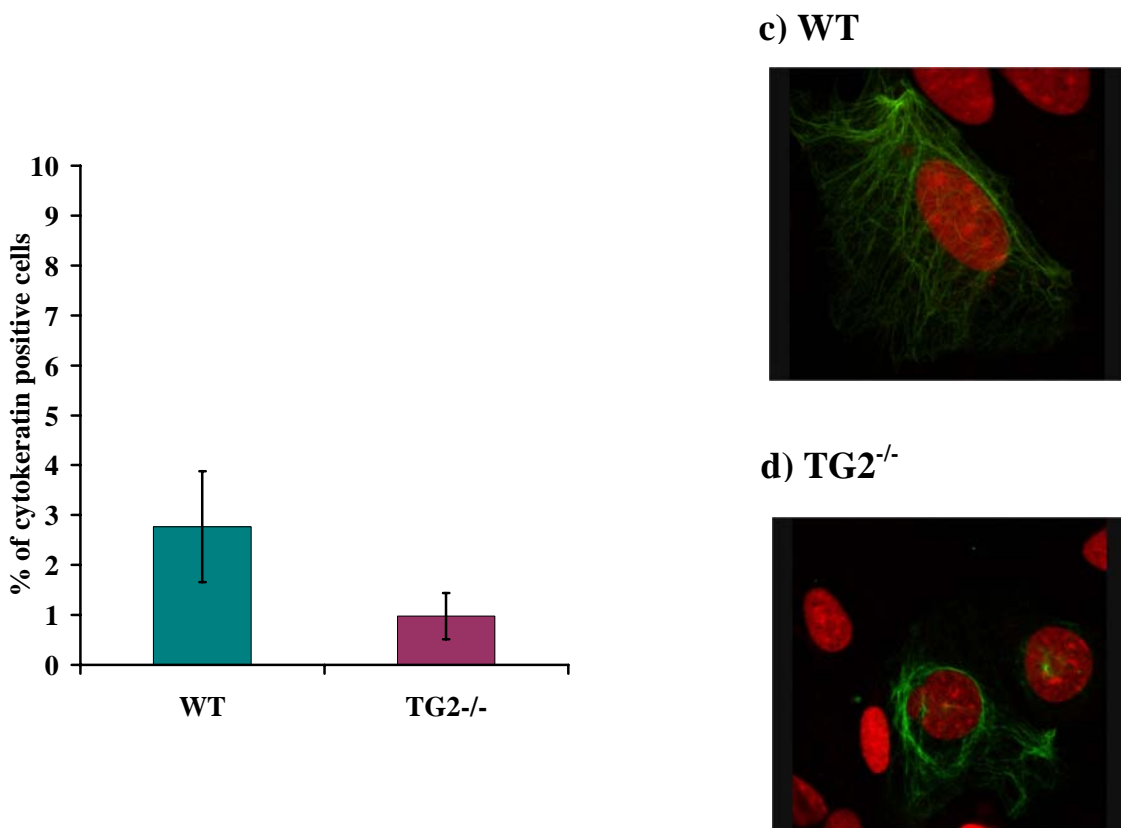 c) WT
10
9
8
7
6
5
4
3
2
1
0
% of cytokeratin positive cells
WT TG2-/-
d) TG2-/-